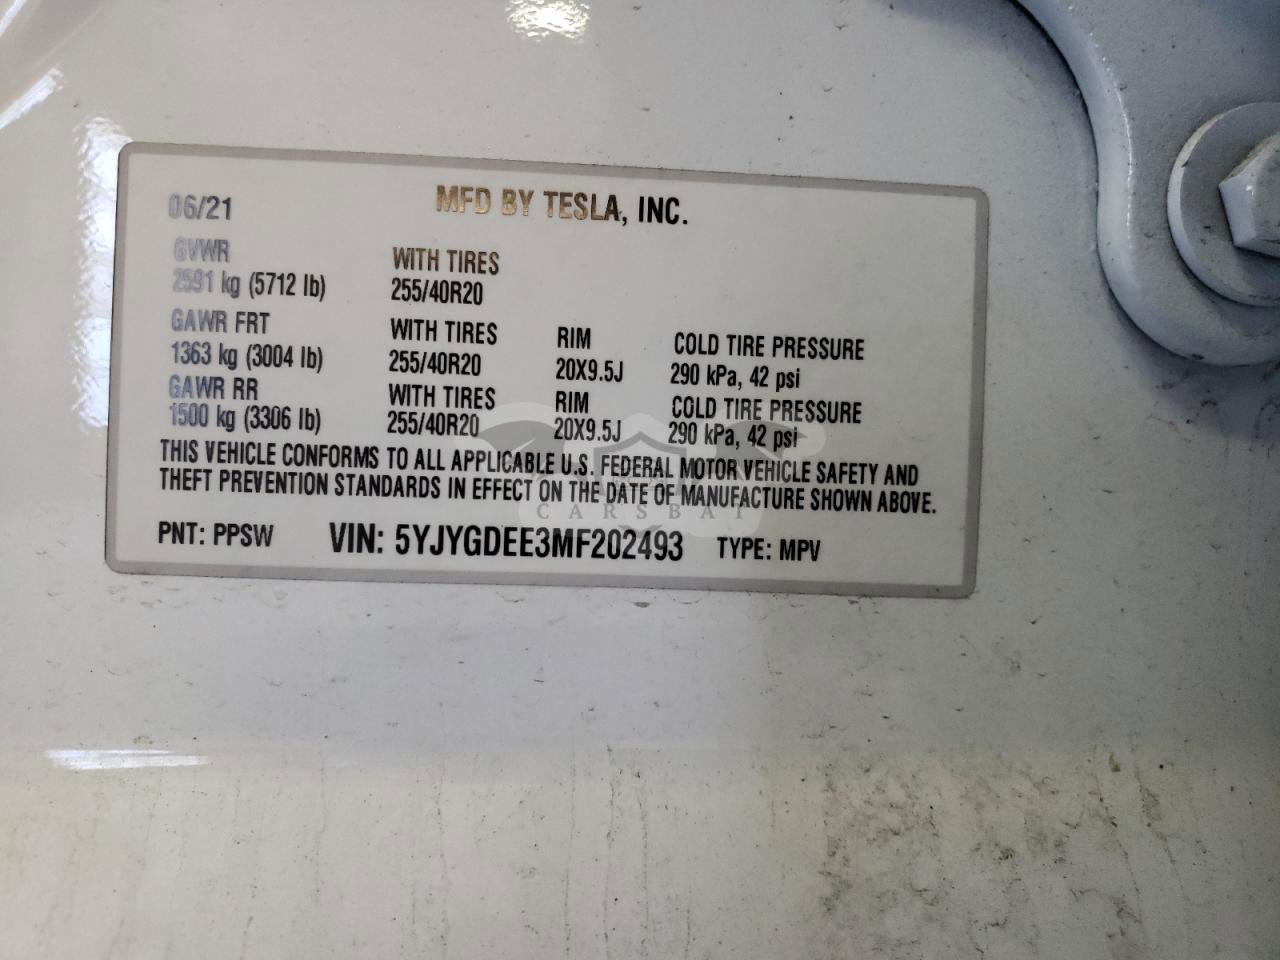 06/21 MFD BY TESLA, INC.
GVWR WITH TIRES
2591 kg (5712 lb) 255/40R20
GAWR FRT WITH TIRES RIM COLD TIRE PRESSURE
1363 kg (3004 lb) 255/40R20 20X9.5J 290 kPa, 42 psi
GAWR RR WITH TIRES RIM COLD TIRE PRESSURE
1500 kg (3306 lb) 255/40R20 20X9.5J 290 kPa, 42 psi
THIS VEHICLE CONFORMS TO ALL APPLICABLE U.S. FEDERAL MOTOR VEHICLE SAFETY AND
THEFT PREVENTION STANDARDS IN EFFECT ON THE DATE OF MANUFACTURE SHOWN ABOVE.
CARSBAT
PNT: PPSW VIN: 5YJYGDEE3MF202493 TYPE: MPV